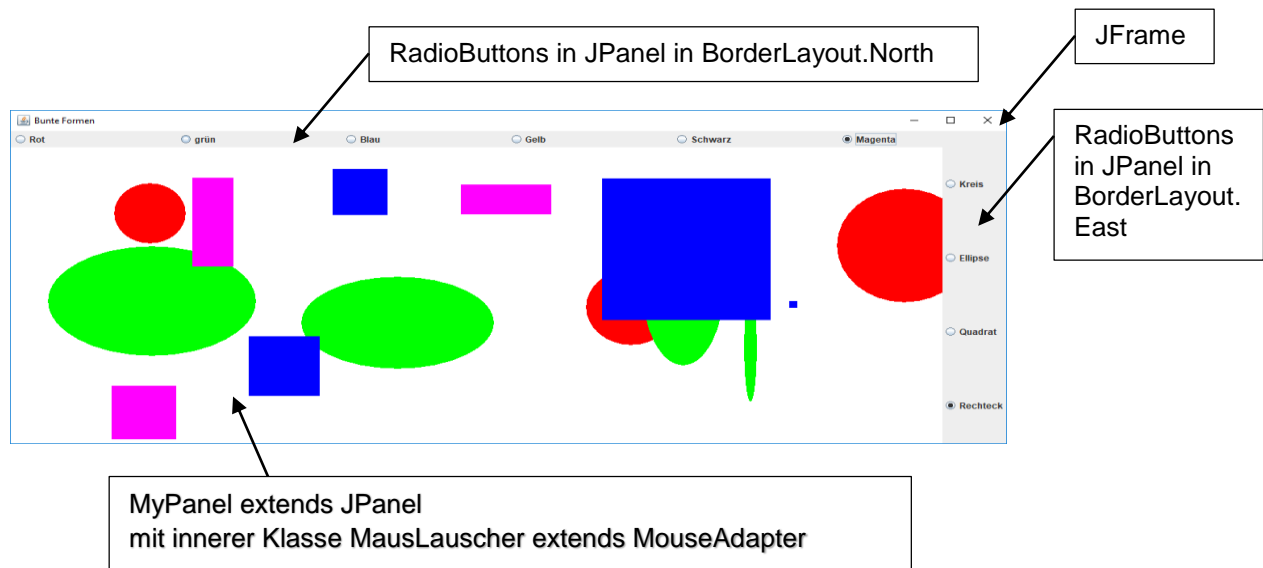 RadioButtons in JPanel in BorderLayout.North
JFrame
Bunte Formen
Rot
grün
Blau
Gelb
Schwarz
Magenta
RadioButtons
in JPanel in
BorderLayout.
East
Kreis
Ellipse
Quadrat
Rechteck
MyPanel extends JPanel
mit innerer Klasse MausLauscher extends MouseAdapter